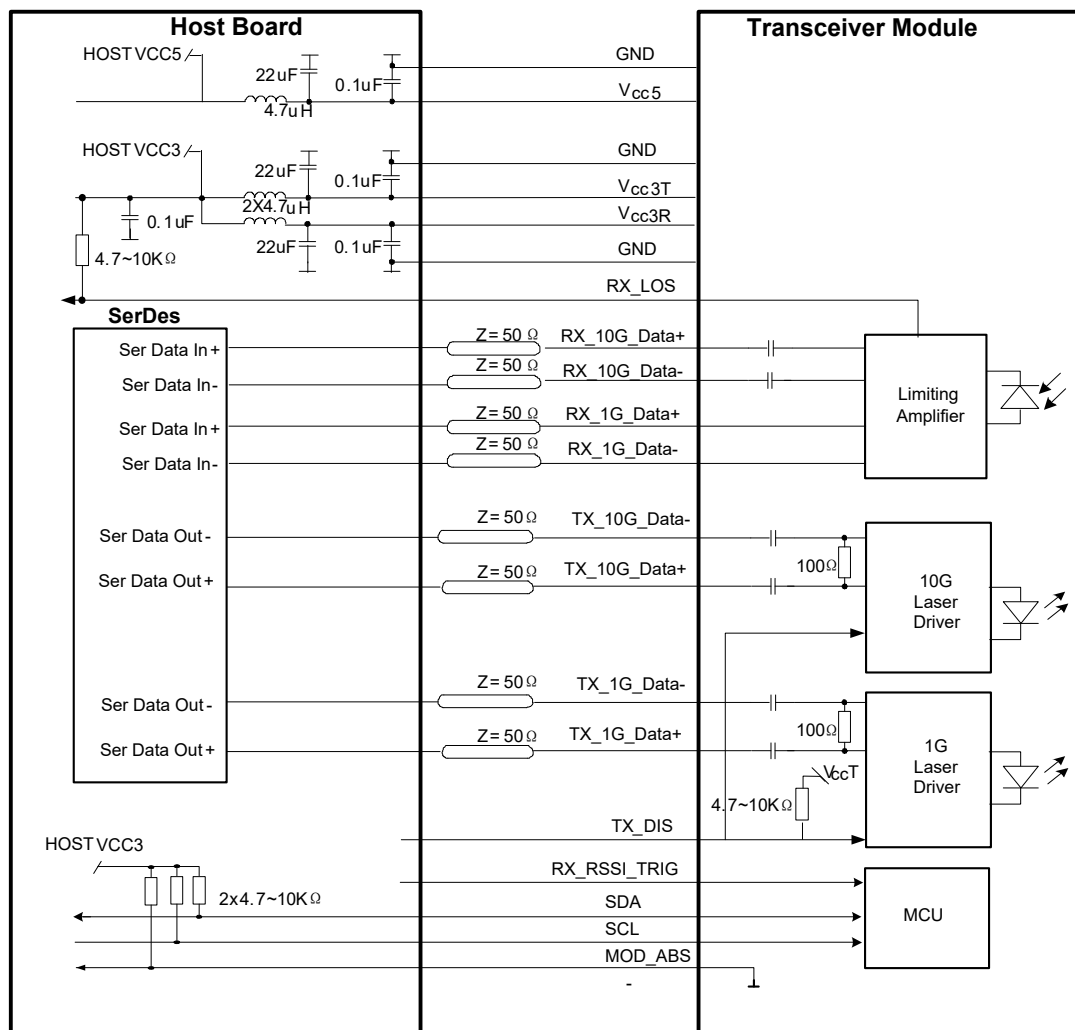 Host Board
Transceiver Module
HOST VCC5
22uF
0.1uF
4.7uH
GND
Vcc5
HOST VCC3
22uF
0.1uF
2X4.7uH
0.1uF
22uF
0.1uF
4.7~10KΩ
GND
Vcc3T
Vcc3R
GND
RX_LOS
SerDes
Ser Data In+
Z=50Ω
RX_10G_Data+
Ser Data In-
Z=50Ω
RX_10G_Data-
Ser Data In+
Z=50Ω
RX_1G_Data+
Ser Data In-
Z=50Ω
RX_1G_Data-
Limiting
Amplifier
Ser Data Out-
Z=50Ω
TX_10G_Data-
Ser Data Out+
Z=50Ω
TX_10G_Data+
100Ω
10G
Laser
Driver
Ser Data Out-
Z=50Ω
TX_1G_Data-
Ser Data Out+
Z=50Ω
TX_1G_Data+
100Ω
1G
Laser
Driver
VccT
4.7~10KΩ
TX_DIS
HOST VCC3
2x4.7~10KΩ
RX_RSSI_TRIG
SDA
SCL
MOD_ABS
-
MCU